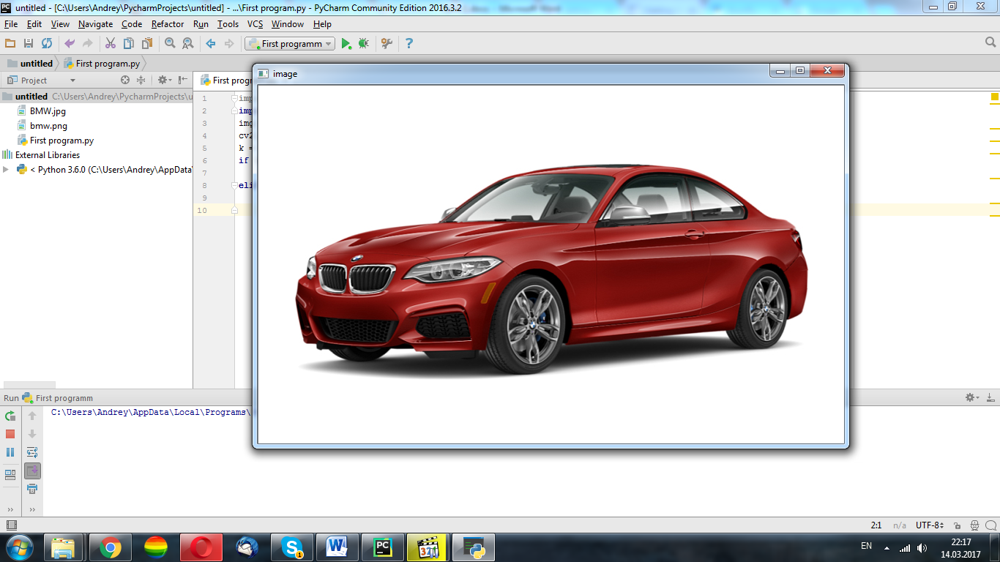 untitled - [C:\Users\Andrey\PycharmProjects\untitled] - ...\First program.py - PyCharm Community Edition 2016.3.2
File Edit View Navigate Code Refactor Run Tools VCS Window Help
First programm
untitled First program.py
Project
First prog
image
untitled C:\Users\Andrey\PycharmProjects\u
BMW.jpg
bmw.png
First program.py
External Libraries
< Python 3.6.0 (C:\Users\Andrey\AppData\
1 imp
2 imp
3 img
4 cv2
5 k =
6 if
7
8 eli
9
10
Run First programm
C:\Users\Andrey\AppData\Local\Programs\
2:1 n/a UTF-8
EN 22:17
14.03.2017